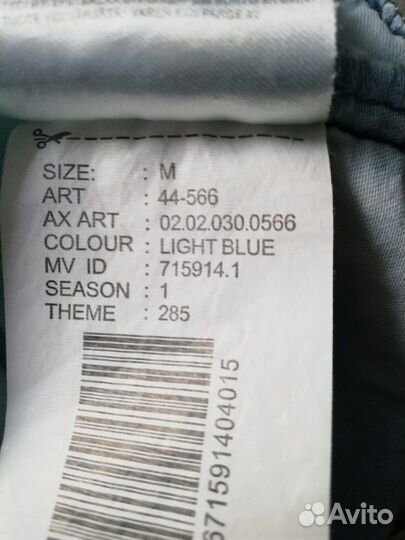 SIZE: : M
ART : 44-566
AX ART : 02.02.030.0566
COLOUR : LIGHT BLUE
MV ID : 715914.1
SEASON : 1
THEME : 285
671591404015
Avito